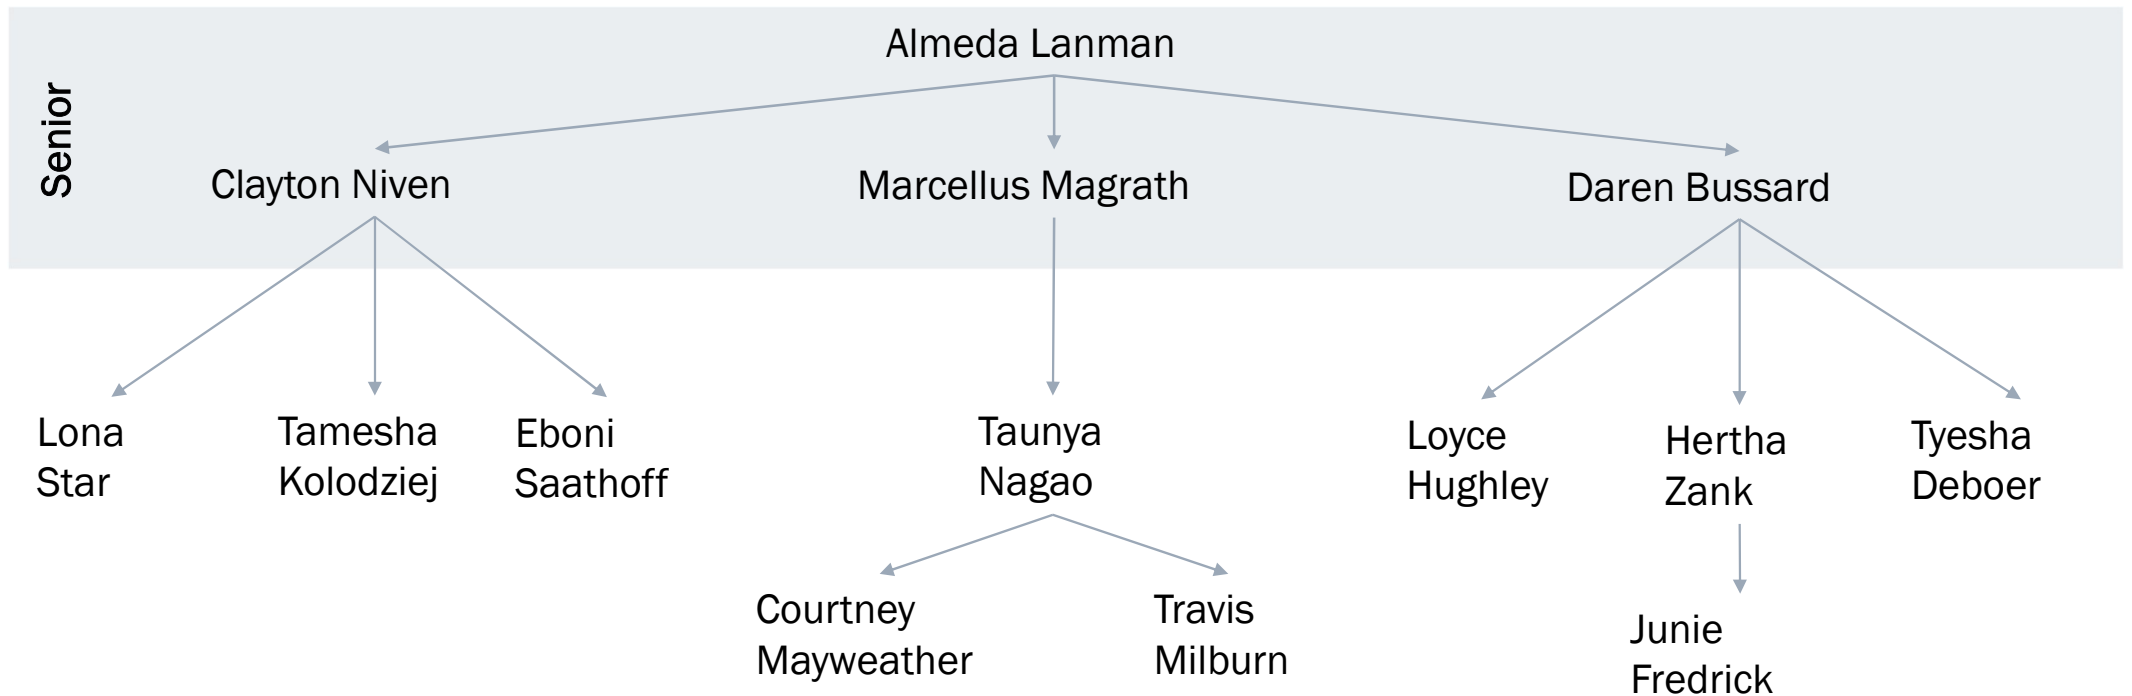 Senior
Almeda Lanman
Clayton Niven
Marcellus Magrath
Daren Bussard
Lona
Star
Tamesha
Kolodziej
Eboni
Saathoff
Taunya
Nagao
Loyce
Hughley
Hertha
Zank
Tyesha
Deboer
Courtney
Mayweather
Travis
Milburn
Junie
Fredrick